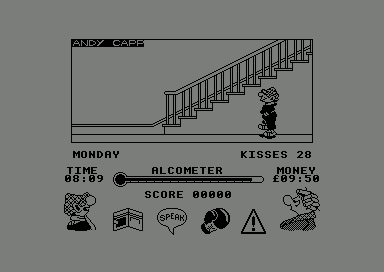 ANDY CAPP
MONDAY KISSES 28
TIME ALCOMETER MONEY
08:09 £09:50
SCORE 00000
SPEAK